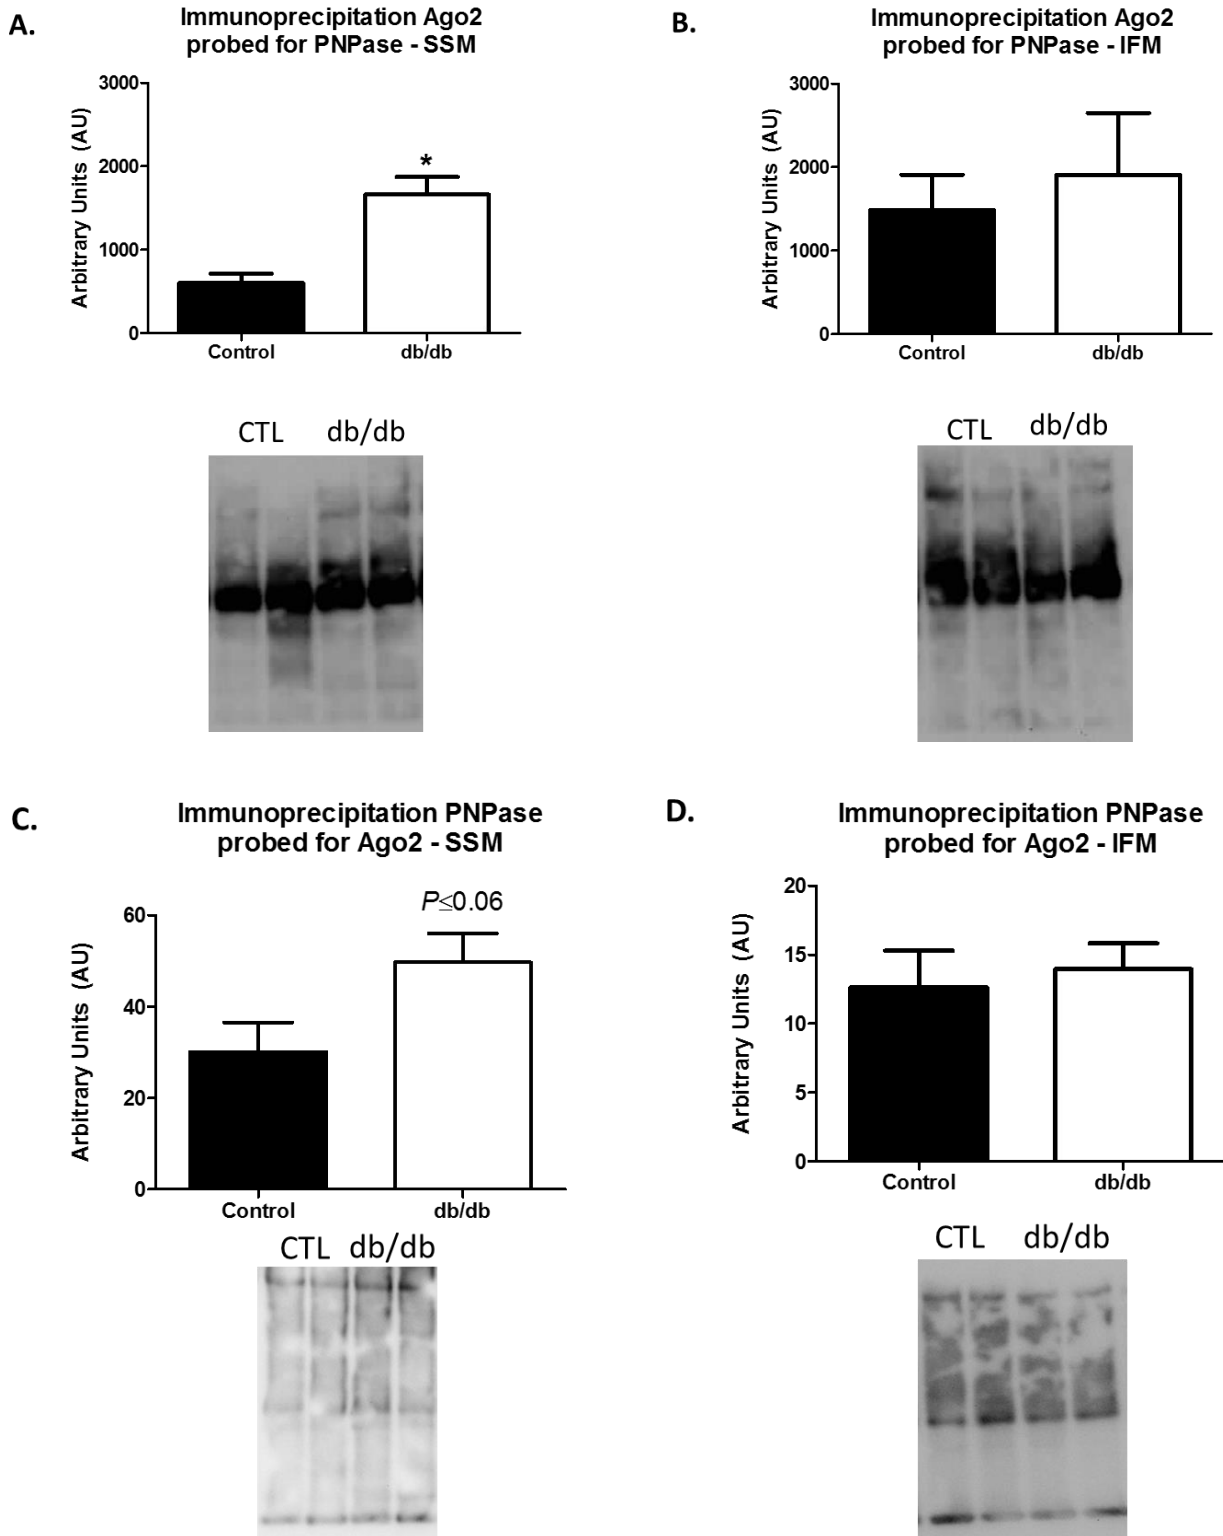 A.
Immunoprecipitation Ago2
probed for PNPase - SSM
Arbitrary Units (AU)
3000
2000
1000
0
*
Control
db/db
CTL
db/db
B.
Immunoprecipitation Ago2
probed for PNPase - IFM
Arbitrary Units (AU)
3000
2000
1000
0
Control
db/db
CTL
db/db
C.
Immunoprecipitation PNPase
probed for Ago2 - SSM
Arbitrary Units (AU)
60
40
20
0
P≤0.06
Control
db/db
CTL
db/db
D.
Immunoprecipitation PNPase
probed for Ago2 - IFM
Arbitrary Units (AU)
20
15
10
5
0
Control
db/db
CTL
db/db